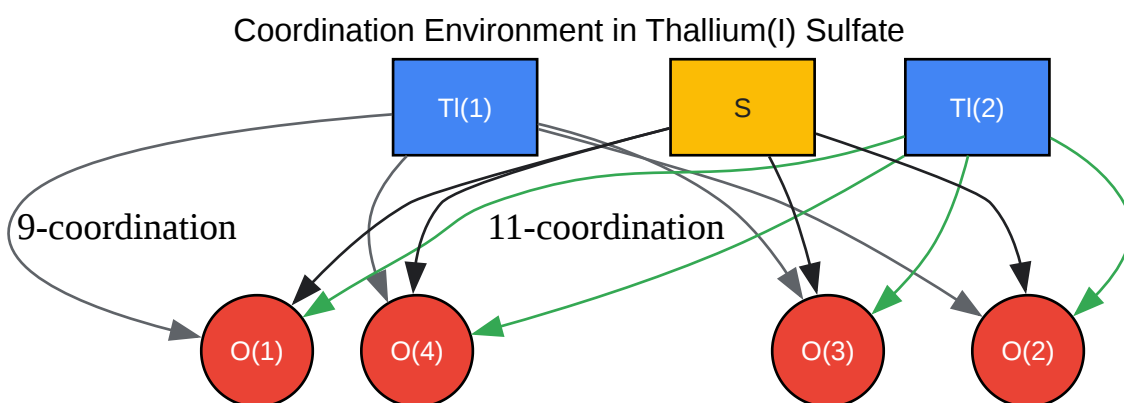 Coordination Environment in Thallium(I) Sulfate
Tl(1)
S
Tl(2)
9-coordination
11-coordination
O(1)
O(4)
O(3)
O(2)